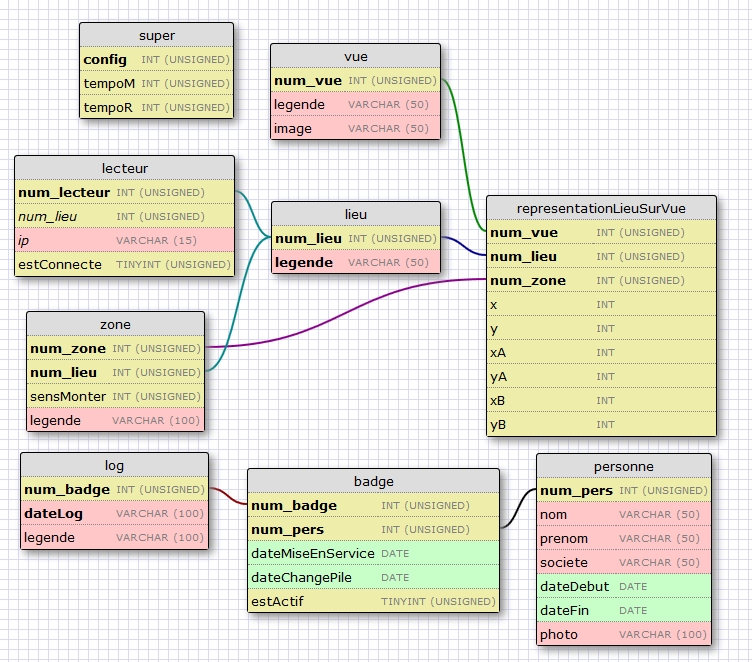 super
config INT (UNSIGNED)
tempoM INT (UNSIGNED)
tempoR INT (UNSIGNED)
vue
num_vue INT (UNSIGNED)
legende VARCHAR (50)
image VARCHAR (50)
lecteur
num_lecteur INT (UNSIGNED)
num_lieu INT (UNSIGNED)
ip VARCHAR (15)
estConnecte TINYINT (UNSIGNED)
lieu
num_lieu INT (UNSIGNED)
legende VARCHAR (50)
representationLieuSurVue
num_vue INT (UNSIGNED)
num_lieu INT (UNSIGNED)
num_zone INT (UNSIGNED)
x INT
y INT
xA INT
yA INT
xB INT
yB INT
zone
num_zone INT (UNSIGNED)
num_lieu INT (UNSIGNED)
sensMonter INT (UNSIGNED)
legende VARCHAR (100)
log
num_badge INT (UNSIGNED)
dateLog VARCHAR (100)
legende VARCHAR (100)
badge
num_badge INT (UNSIGNED)
num_pers INT (UNSIGNED)
dateMiseEnService DATE
dateChangePile DATE
estActif TINYINT (UNSIGNED)
personne
num_pers INT (UNSIGNED)
nom VARCHAR (50)
prenom VARCHAR (50)
societe VARCHAR (50)
dateDebut DATE
dateFin DATE
photo VARCHAR (100)